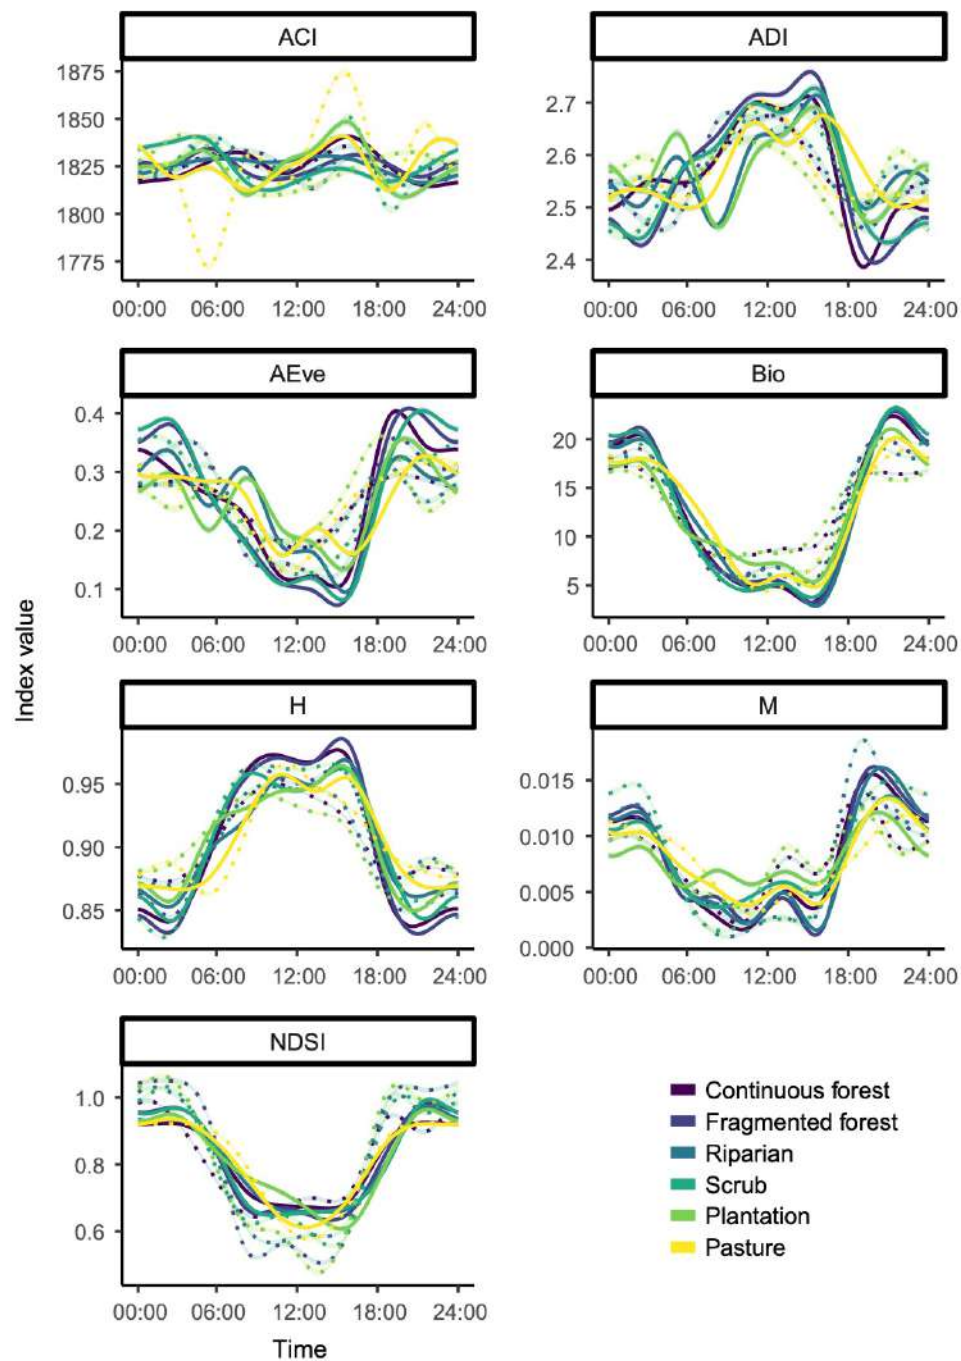 ACI
ADI
1875
1850
1825
1800
1775
00:00 06:00 12:00 18:00 24:00
2.7
2.6
2.5
2.4
00:00 06:00 12:00 18:00 24:00
AEve
Bio
0.4
0.3
0.2
0.1
00:00 06:00 12:00 18:00 24:00
20
15
10
5
00:00 06:00 12:00 18:00 24:00
Index value
H
M
0.95
0.90
0.85
00:00 06:00 12:00 18:00 24:00
0.015
0.010
0.005
0.000
00:00 06:00 12:00 18:00 24:00
NDSI
1.0
0.8
0.6
00:00 06:00 12:00 18:00 24:00
Time
Continuous forest
Fragmented forest
Riparian
Scrub
Plantation
Pasture